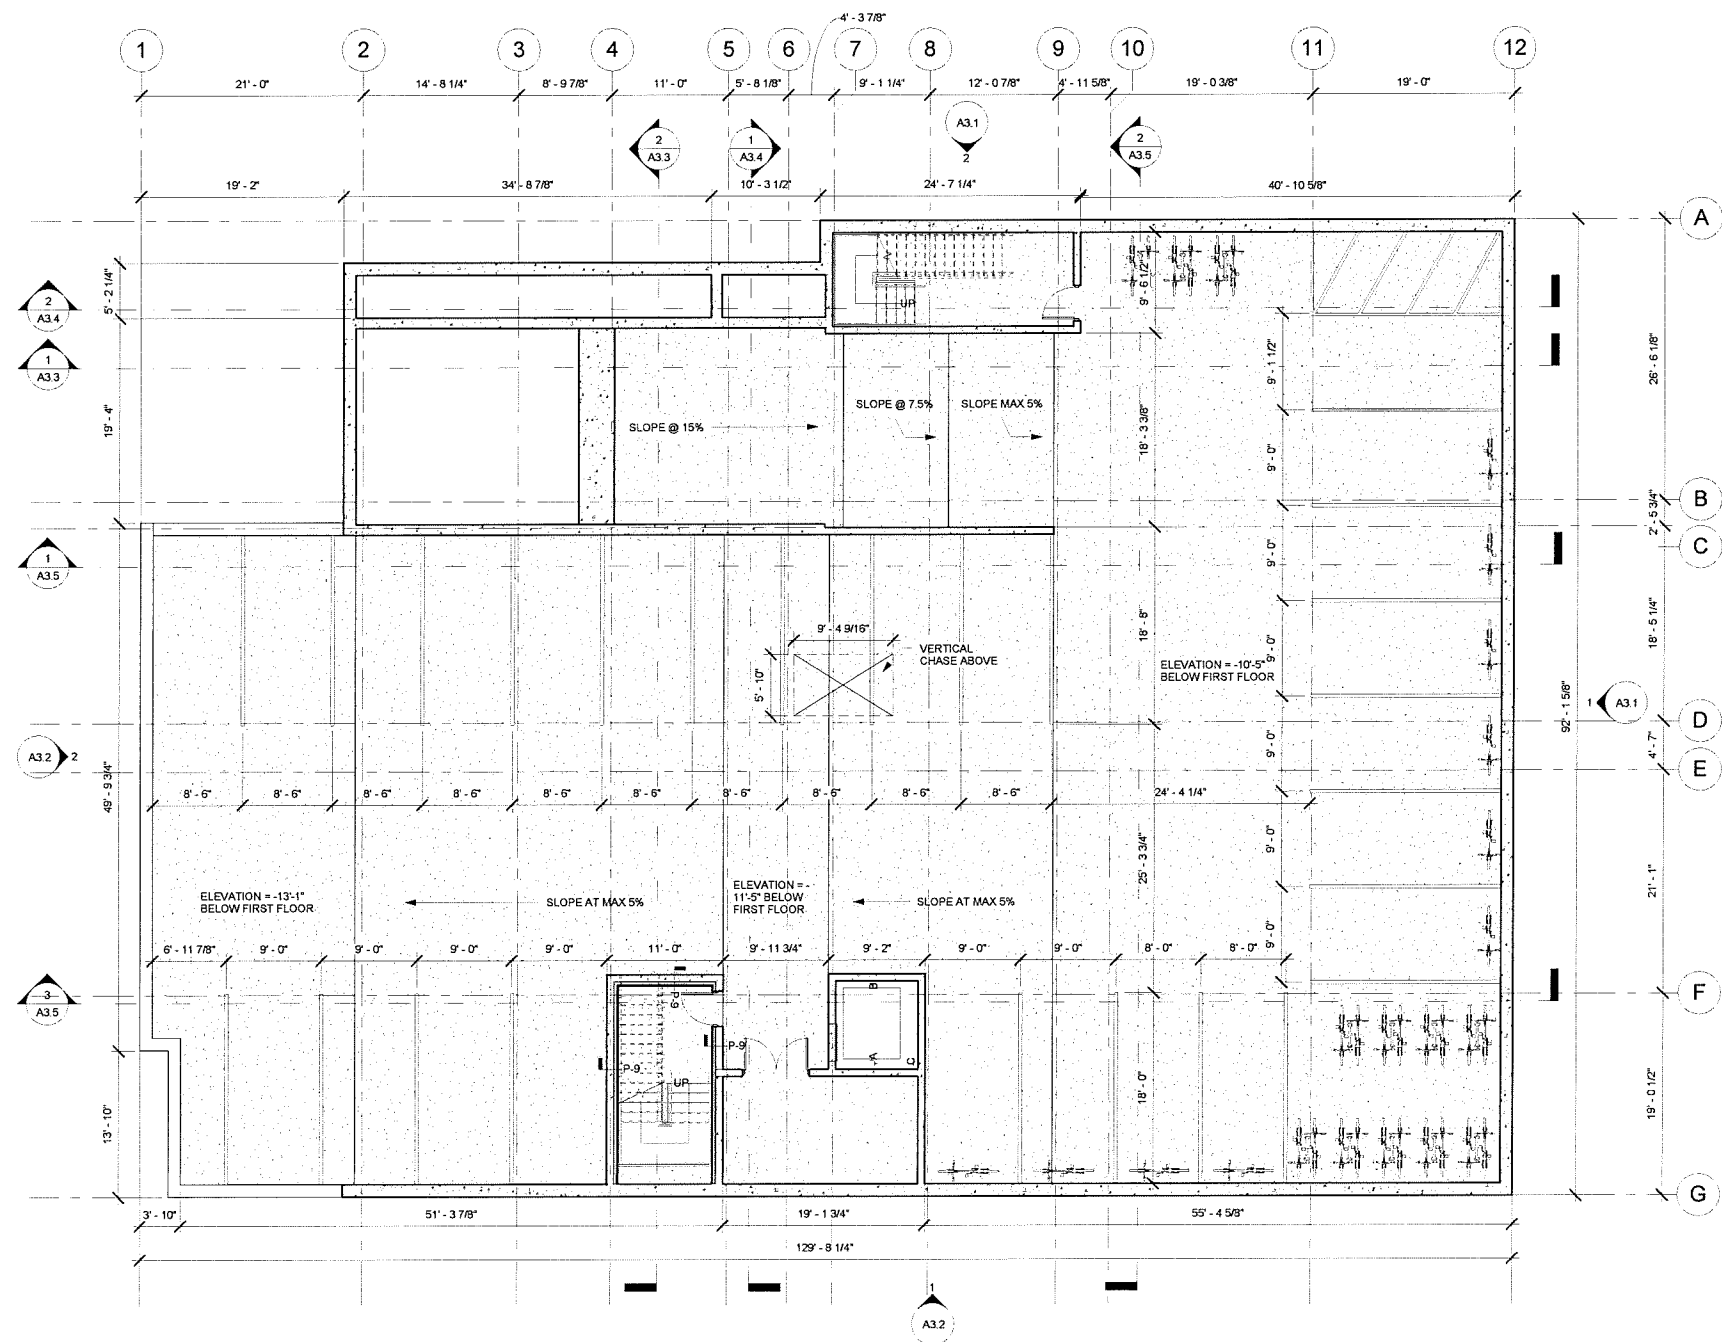 4' - 3 7/8"
1 2 3 4 5 6 7 8 9 10 11 12
21' - 0" 14' - 8 1/4" 8' - 9 7/8" 11' - 0" 5' - 8 1/8" 9' - 1 1/4" 12' - 0 7/8" 4' - 11 5/8" 19' - 0 3/8" 19' - 0"
2
A3.3
1
A3.4
A3.1
2
2
A3.5
19' - 2" 34' - 8 7/8" 10' - 3 1/2" 24' - 7 1/4" 40' - 10 5/8"
A
5' - 2 1/4"
9' - 6 1/2"
UP
2
A3.4
1
A3.3
9' - 1 1/2"
26' - 6 1/8"
19' - 4"
SLOPE @ 15%
SLOPE @ 7.5%
SLOPE MAX 5%
18' - 3 3/8"
9' - 0"
B
2' - 5 3/4"
C
1
A3.5
9' - 0"
18' - 5 1/4"
9' - 4 9/16"
5' - 10"
VERTICAL
CHASE ABOVE
18' - 8"
9' - 0"
ELEVATION = -10'-5"
BELOW FIRST FLOOR
92' - 1 5/8"
1
A3.1
D
4' - 7"
E
A3.2
2
49' - 9 3/4"
9' - 0"
8' - 6" 8' - 6" 8' - 6" 8' - 6" 8' - 6" 8' - 6" 8' - 6" 8' - 6" 8' - 6" 8' - 6" 24' - 4 1/4"
9' - 0"
25' - 3 3/4"
21' - 1"
ELEVATION = -13'-1"
BELOW FIRST FLOOR
SLOPE AT MAX 5%
ELEVATION = -
11'-5" BELOW
FIRST FLOOR
SLOPE AT MAX 5%
9' - 0"
6' - 11 7/8" 9' - 0" 9' - 0" 9' - 0" 9' - 0" 11' - 0" 9' - 11 3/4" 9' - 2" 9' - 0" 9' - 0" 8' - 0" 8' - 0"
3
A3.5
F
P-9
P-9
P-9
UP
B
A
C
13' - 10"
18' - 0"
19' - 0 1/2"
G
3' - 10" 51' - 3 7/8" 19' - 1 3/4" 55' - 4 5/8"
129' - 8 1/4"
1
A3.2